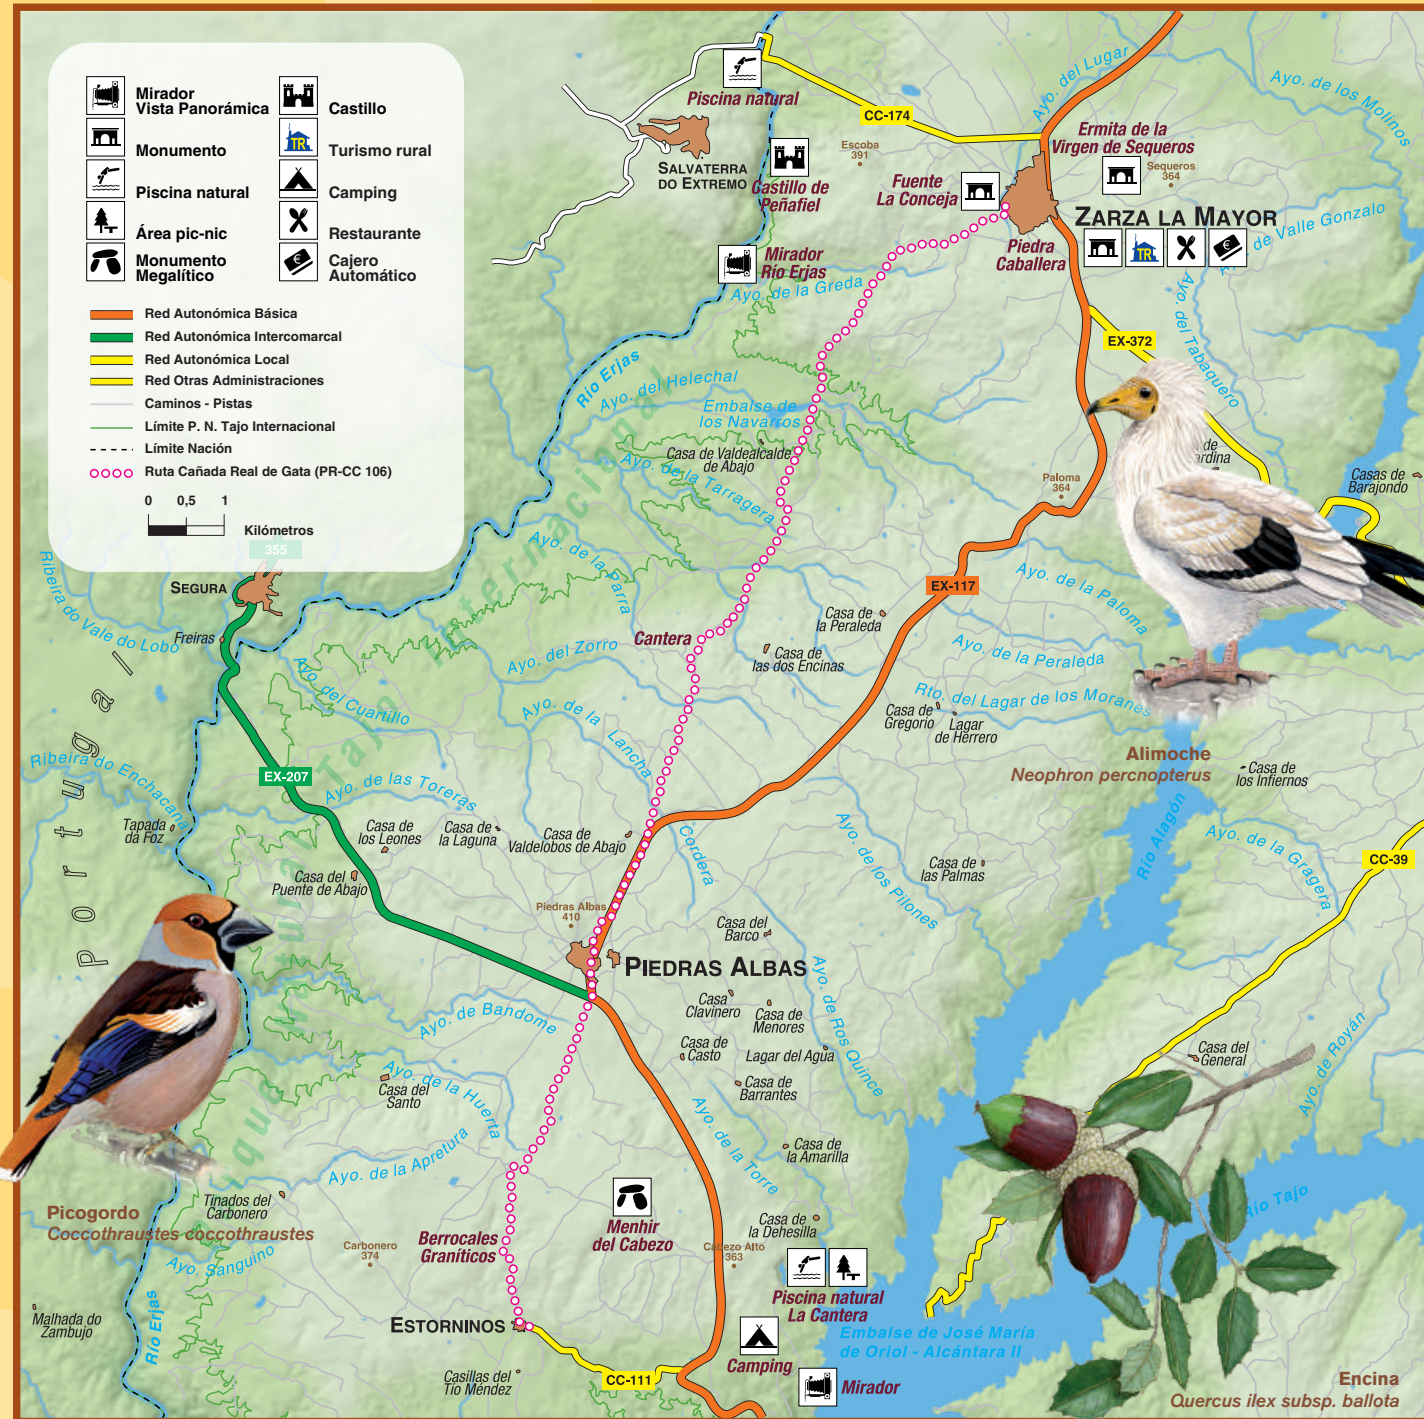 Mirador
Vista Panorámica
Monumento
Piscina natural
Área pic-nic
Monumento
Megalítico
Castillo
Turismo rural
Camping
Restaurante
Cajero
Automático
TR
Red Autonómica Básica
Red Autonómica Intercomarcal
Red Autonómica Local
Red Otras Administraciones
Caminos - Pistas
Límite P. N. Tajo Internacional
Límite Nación
Ruta Cañada Real de Gata (PR-CC 106)
0 0,5 1
Kilómetros
355
Piscina natural
CC-174
Ayo. del Lugar
Ayo. de los Molinos
Escoba
391
SALVATERRA
DO EXTREMO
Castillo de
Peñafiel
Fuente
La Conceja
Ermita de la
Virgen de Sequeros
Sequeros
364
ZARZA LA MAYOR
TR
de Valle Gonzalo
Piedra
Caballera
Mirador
Río Erjas
Ayo. de la Greda
Ayo. del Tabaquero
EX-372
Río Erjas
Ayo. del Helechal
Embalse de
los Navarros
Casa de Valdealcalde
de Abajo
Ayo. de la Tarragera
Paloma
364
Casas de
Barajondo
Ayo. de la Parra
EX-117
Ayo. de la Paloma
SEGURA
Freiras
Ribeira do Vale do Lobo
Portugal
Parque Natural Tajo Internacional
Cantera
Casa de
la Peraleda
Casa de
las dos Encinas
Ayo. de la Peraleda
Ayo. del Zorro
Ayo. del Cuartillo
Ayo. de la Lancha
Rto. del Lagar de los Moranes
Casa de
Gregorio
Lagar
de Herrero
Alimoche
Neophron percnopterus
Casa de
los Infiernos
Ribeira do Enchacana
EX-207
Ayo. de las Toreras
Tapada
da Foz
Casa de
los Leones
Casa de
la Laguna
Casa de
Valdelobos de Abajo
Cordera
Ayo. de los Pilones
Río Alagón
Ayo. de la Gragera
CC-39
Casa de
las Palmas
Casa del
Puente de Abajo
Piedras Albas
410
Casa del
Barco
PIEDRAS ALBAS
Casa
Clavinero
Casa de
Menores
Ayo. de Ros Quince
Ayo. de Bandome
Casa de
Casto
Lagar del Agua
Casa de
Barrantes
Casa del
General
Ayo. de Royán
Ayo. de la Huerta
Casa del
Santo
Ayo. de la Torre
Casa de
la Amarilla
Ayo. de la Apretura
Picogordo
Coccothraustes coccothraustes
Tinados del
Carbonero
Menhir
del Cabezo
Casa de
la Dehesilla
Río Tajo
Berrocales
Graníticos
Carbonero
374
Cabezo Alto
363
Ayo. Sanguino
Piscina natural
La Cantera
Río Erjas
Malhada do
Zambujo
ESTORNINOS
Embalse de José María
de Oriol - Alcántara II
Camping
CC-111
Casillas del
Tío Méndez
Mirador
Encina
Quercus ilex subsp. ballota